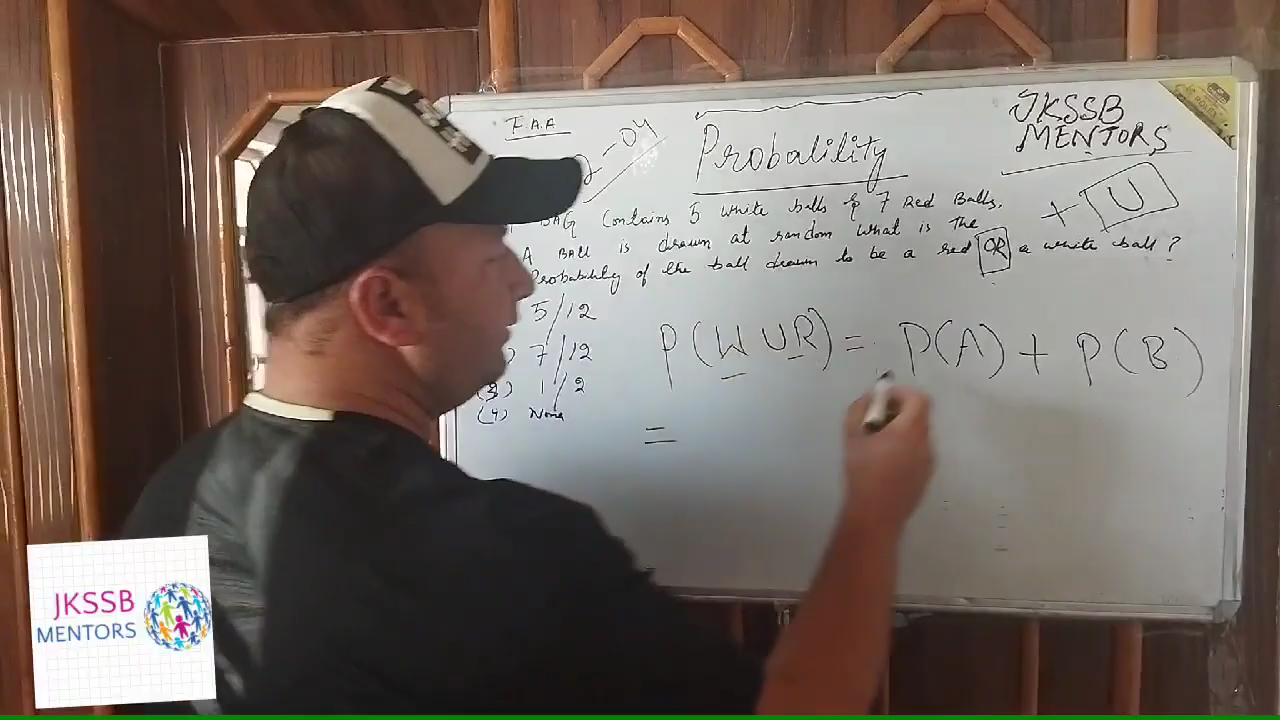 F.A.A
- 04
Probability
JKSSB
MENTORS
+ U
BAG Contains 5 white balls & 7 Red Balls.
A BALL is drawn at random what is the
Probability of the ball drawn to be a red OR a white ball ?
5/12
) 7/12
(3) 1/2
(4) None
P(W U R) = P(A) + P(B)
=
JKSSB
MENTORS